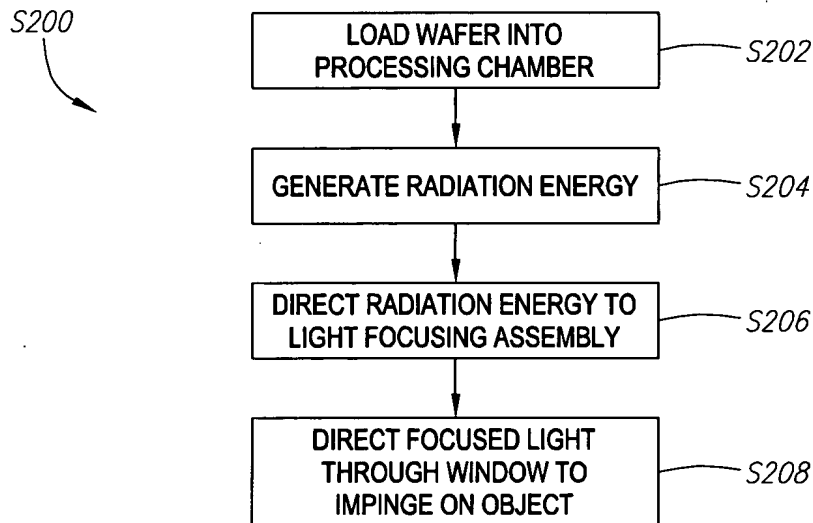 S200
LOAD WAFER INTO
PROCESSING CHAMBER
S202
GENERATE RADIATION ENERGY
S204
DIRECT RADIATION ENERGY TO
LIGHT FOCUSING ASSEMBLY
S206
DIRECT FOCUSED LIGHT
THROUGH WINDOW TO
IMPINGE ON OBJECT
S208